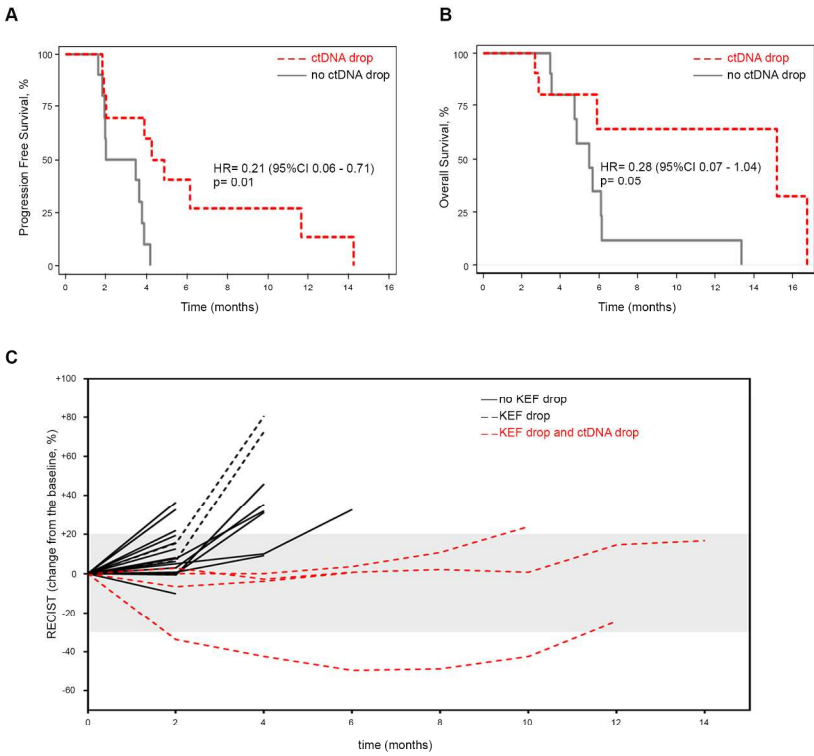 A
ctDNA drop
no ctDNA drop
100
75
50
25
0
Progression Free Survival, %
HR= 0.21 (95%CI 0.06 - 0.71)
p= 0.01
0 2 4 6 8 10 12 14 16
Time (months)
B
ctDNA drop
no ctDNA drop
100
75
50
25
0
Overall Survival, %
HR= 0.28 (95%CI 0.07 - 1.04)
p= 0.05
0 2 4 6 8 10 12 14 16
Time (months)
C
+100
+80
+60
+40
+20
0
-20
-40
-60
RECIST (change from the baseline, %)
no KEF drop
KEF drop
KEF drop and ctDNA drop
0 2 4 6 8 10 12 14
time (months)